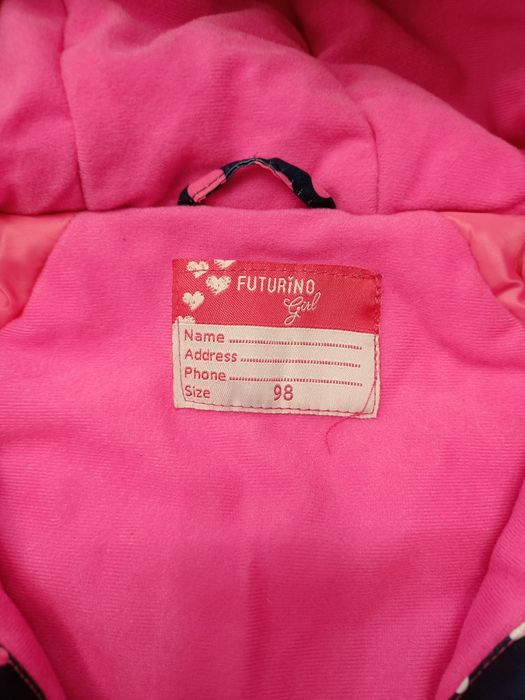 FUTURINO
Girl
Name
Address
Phone
Size 98